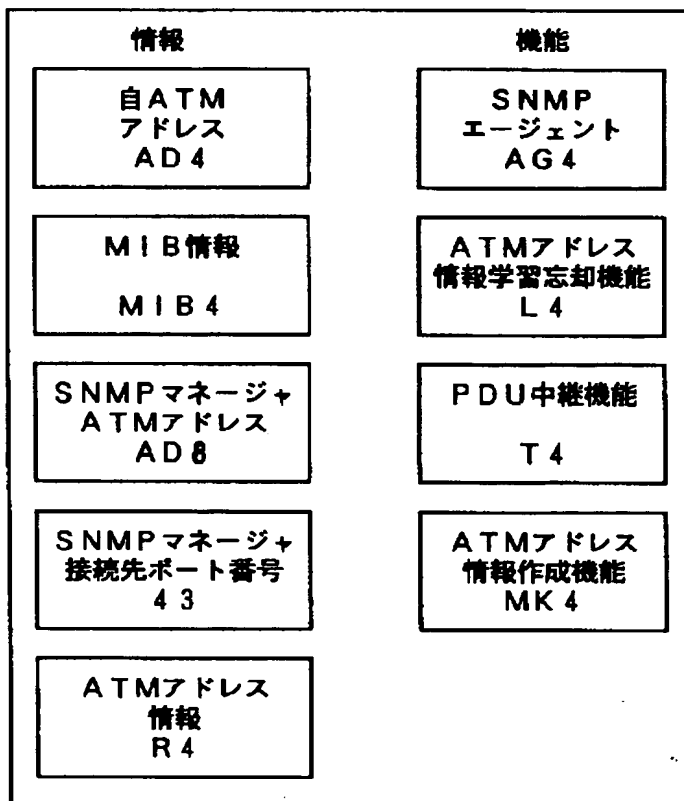 情報
自ATM
アドレス
AD4
MIB情報
MIB4
SNMPマネージャ
ATMアドレス
AD8
SNMPマネージャ
接続先ポート番号
43
ATMアドレス
情報
R4
機能
SNMP
エージェント
AG4
ATMアドレス
情報学習忘却機能
L4
PDU中継機能
T4
ATMアドレス
情報作成機能
MK4